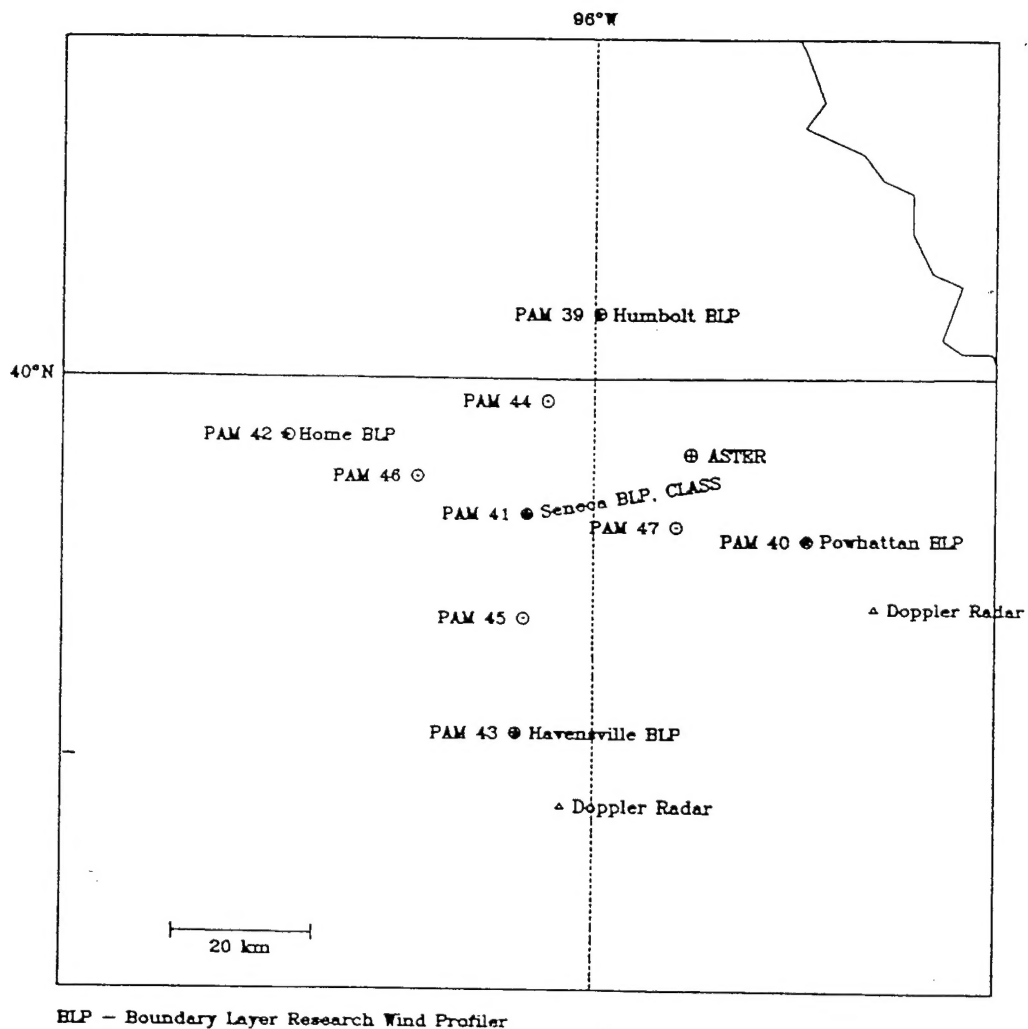 96°W
PAM 39 Humbolt BLP
40°N
PAM 44
PAM 42 Home BLP
ASTER
PAM 46
Seneca BLP, CLASS
PAM 41
PAM 47
PAM 40 Powhattan BLP
Doppler Radar
PAM 45
PAM 43 Havensville BLP
Doppler Radar
20 km
BLP – Boundary Layer Research Wind Profiler